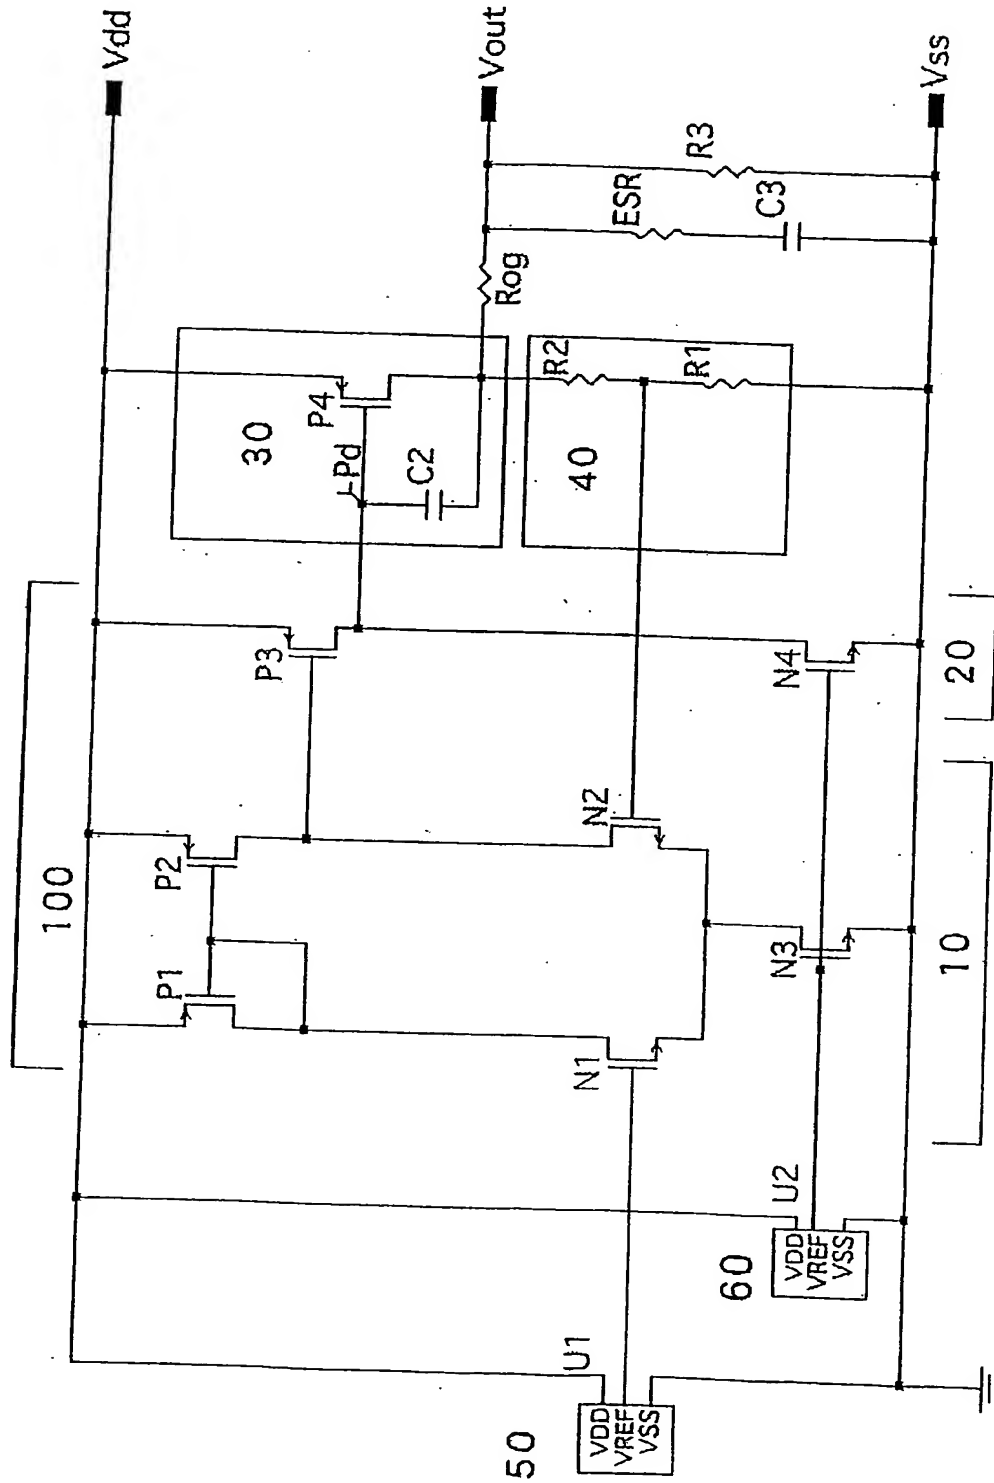 Vdd
Vout
Vss
100
30
P4
Pd
C2
Rog
ESR
R3
C3
40
R2
R1
P3
P2
P1
N1
N2
N3
N4
U1
VDD
VREF
VSS
50
U2
VDD
VREF
VSS
60
10
20